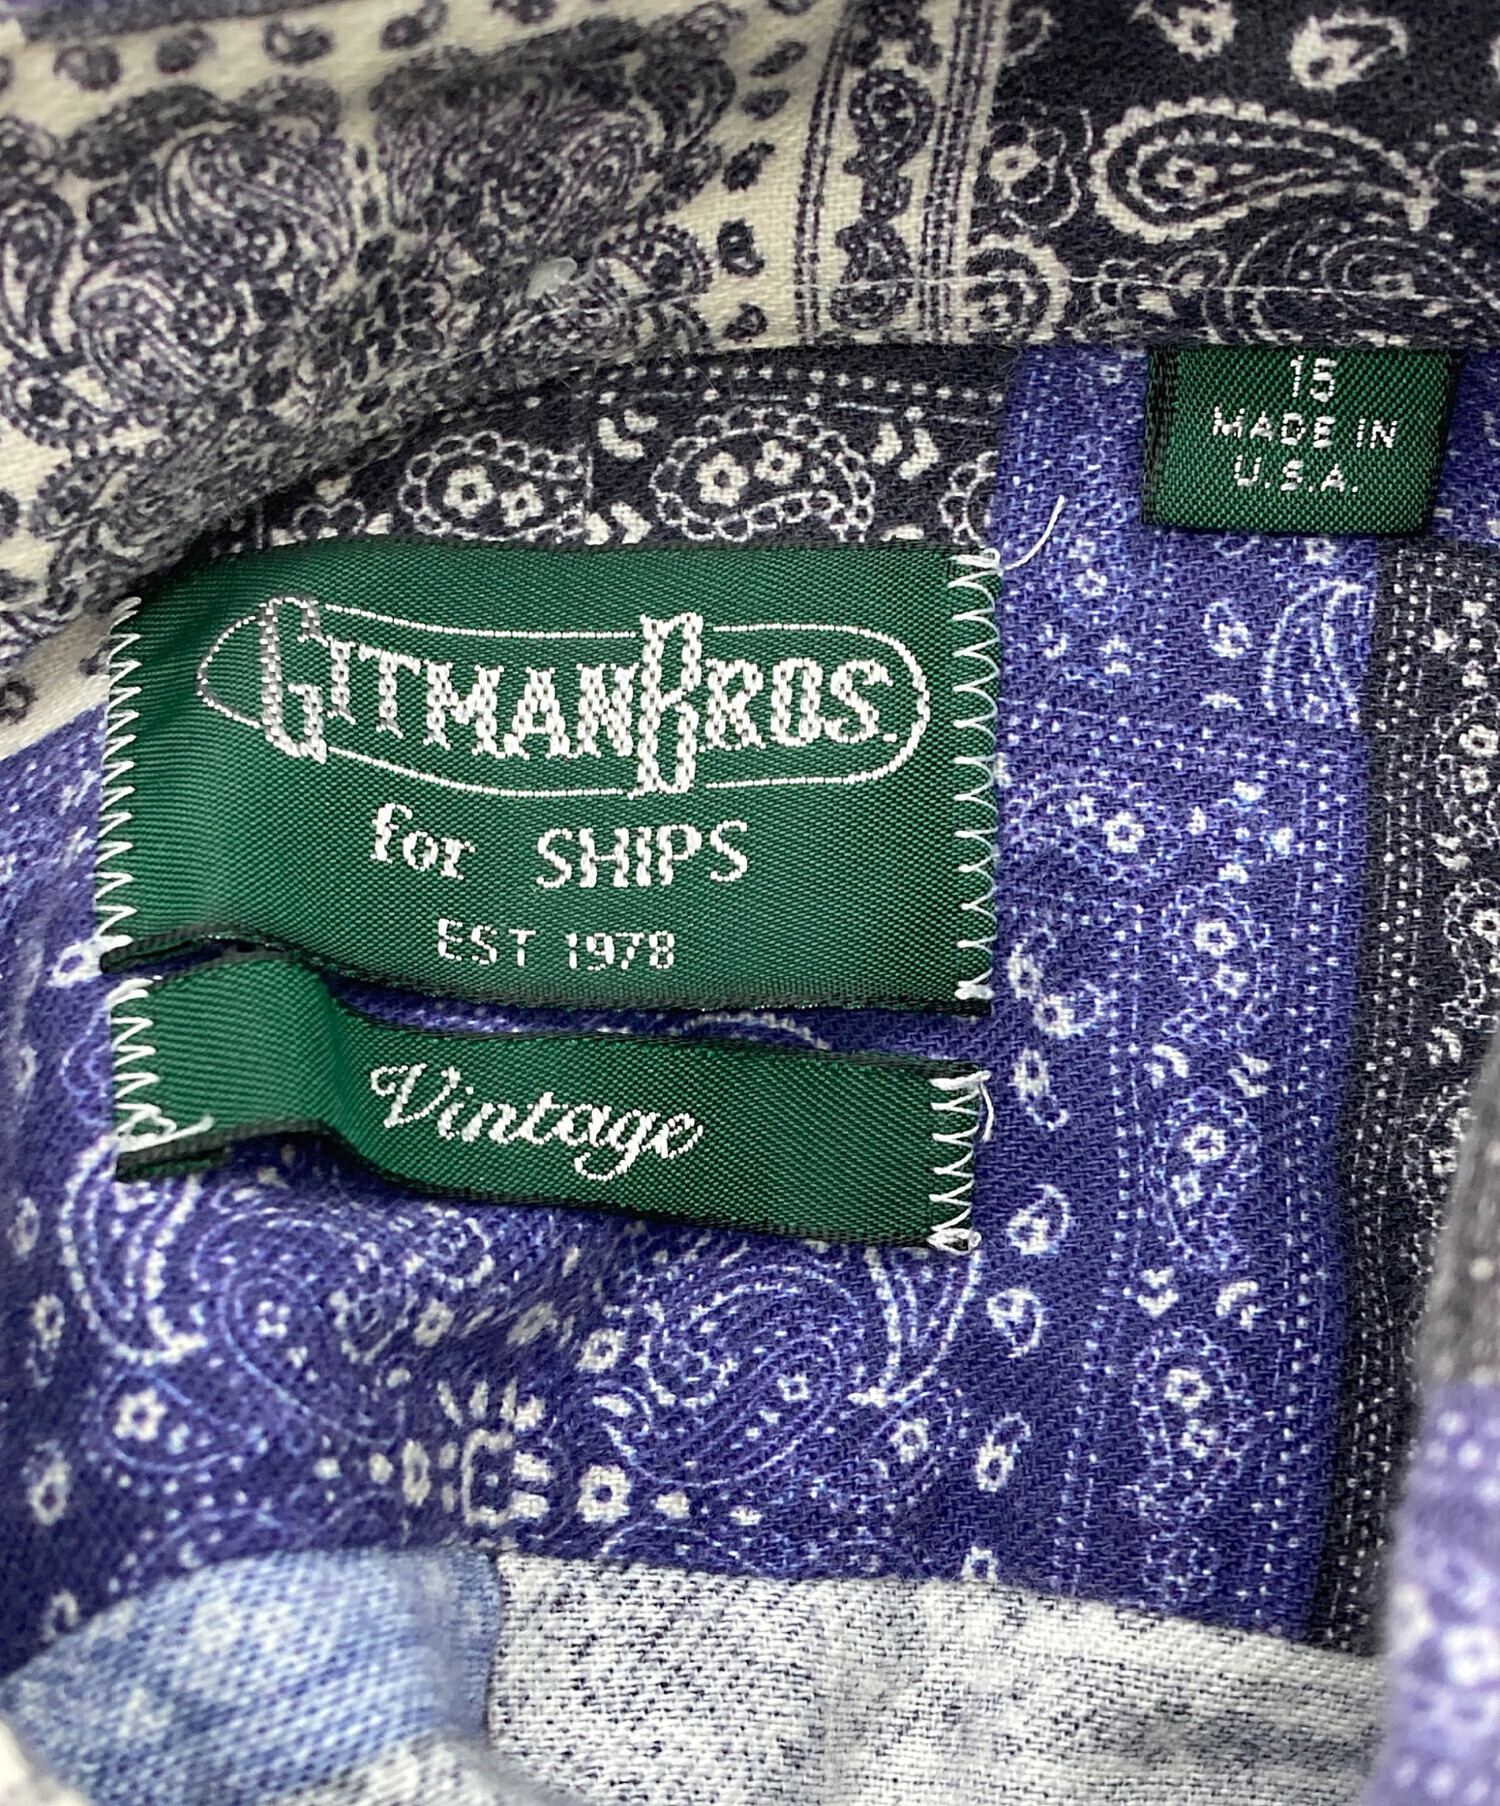 15
MADE IN
U.S.A.
GITMAN BROS.
for SHIPS
EST 1978
Vintage